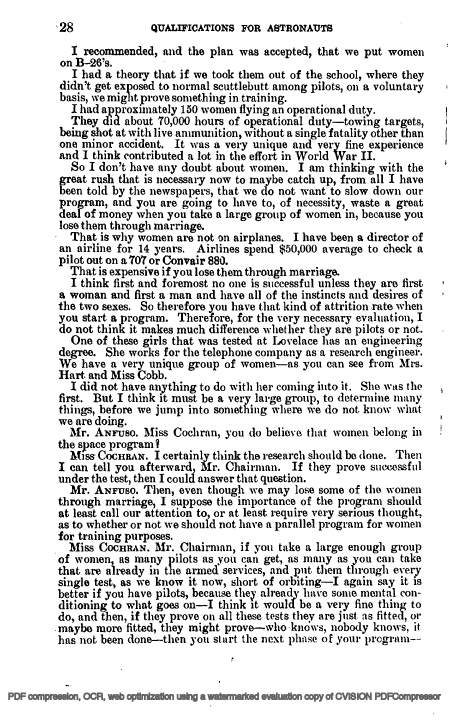 28 QUALIFICATIONS FOR ASTRONAUTS
I recommended, and the plan was accepted, that we put women
on B-26's.
I had a theory that if we took them out of the school, where they
didn't get exposed to normal scuttlebutt among pilots, on a voluntary
basis, we might prove something in training.
I had approximately 150 women flying an operational duty.
They did about 70,000 hours of operational duty—towing targets,
being shot at with live ammunition, without a single fatality other than
one minor accident. It was a very unique and very fine experience
and I think contributed a lot in the effort in World War II.
So I don't have any doubt about women. I am thinking with the
great rush that is necessary now to maybe catch up, from all I have
been told by the newspapers, that we do not want to slow down our
program, and you are going to have to, of necessity, waste a great
deal of money when you take a large group of women in, because you
lose them through marriage.
That is why women are not on airplanes. I have been a director of
an airline for 14 years. Airlines spend $50,000 average to check a
pilot out on a 707 or Convair 880.
That is expensive if you lose them through marriage.
I think first and foremost no one is successful unless they are first
a woman and first a man and have all of the instincts and desires of
the two sexes. So therefore you have that kind of attrition rate when
you start a program. Therefore, for the very necessary evaluation, I
do not think it makes much difference whether they are pilots or not.
One of these girls that was tested at Lovelace has an engineering
degree. She works for the telephone company as a research engineer.
We have a very unique group of women—as you can see from Mrs.
Hart and Miss Cobb.
I did not have anything to do with her coming into it. She was the
first. But I think it must be a very large group, to determine many
things, before we jump into something where we do not know what
we are doing.
Mr. ANFUSO. Miss Cochran, you do believe that women belong in
the space program?
Miss COCHRAN. I certainly think the research should be done. Then
I can tell you afterward, Mr. Chairman. If they prove successful
under the test, then I could answer that question.
Mr. ANFUSO. Then, even though we may lose some of the women
through marriage, I suppose the importance of the program should
at least call our attention to, or at least require very serious thought,
as to whether or not we should not have a parallel program for women
for training purposes.
Miss COCHRAN. Mr. Chairman, if you take a large enough group
of women, as many pilots as you can get, as many as you can take
that are already in the armed services, and put them through every
single test, as we know it now, short of orbiting—I again say it is
better if you have pilots, because they already have some mental con-
ditioning to what goes on—I think it would be a very fine thing to
do, and then, if they prove on all these tests they are just as fitted, or
maybe more fitted, they might prove—who knows, nobody knows, it
has not been done—then you start the next phase of your program—
PDF compression, OCR, web optimization using a watermarked evaluation copy of CVISION PDFCompressor